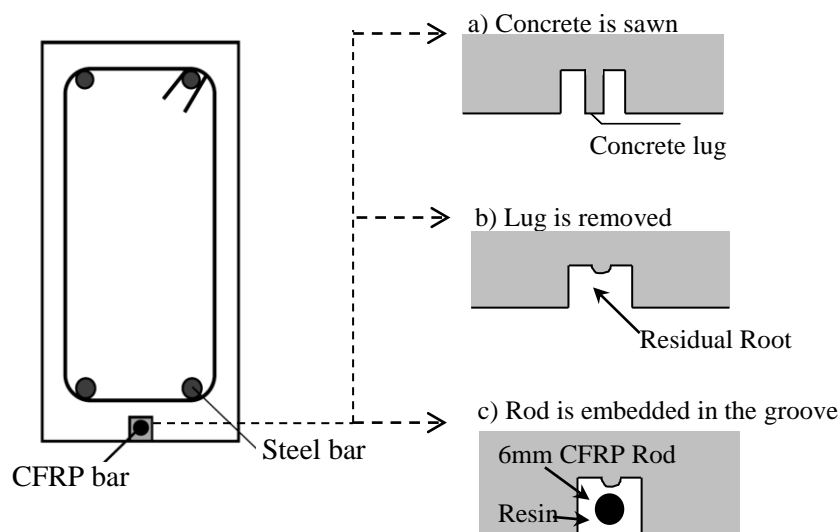 a) Concrete is sawn
Concrete lug
b) Lug is removed
Residual Root
c) Rod is embedded in the groove
6mm CFRP Rod
Resin
Steel bar
CFRP bar